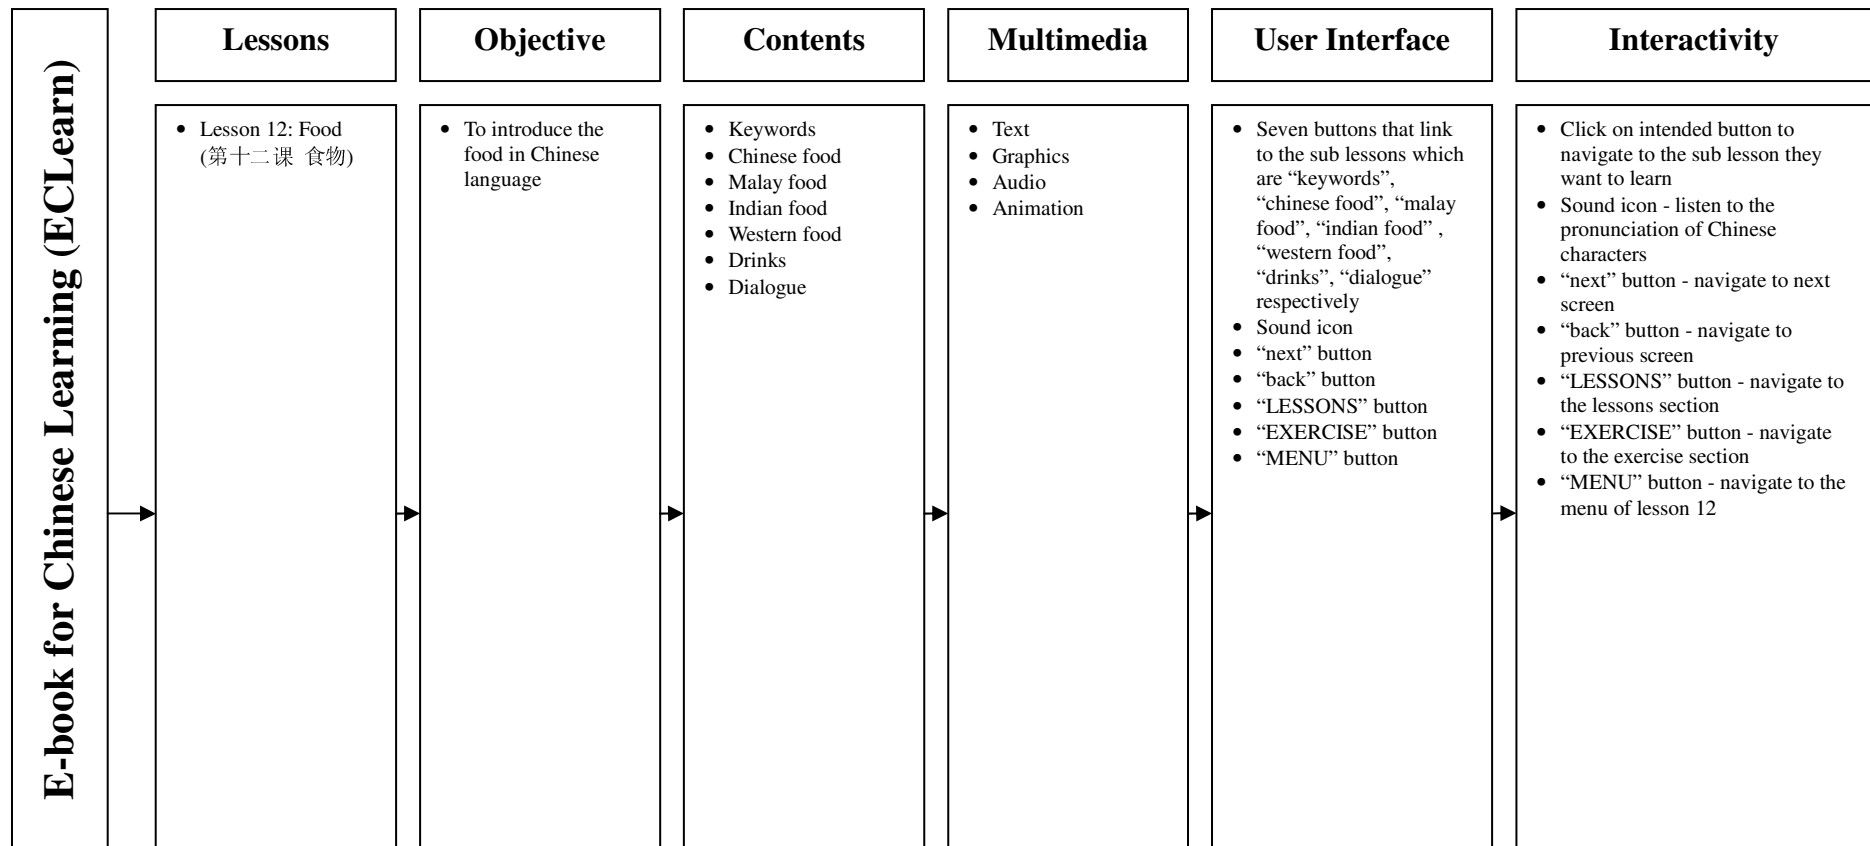 E-book for Chinese Learning (ECLearn)
Lessons
• Lesson 12: Food
(第十二课 食物)
Objective
• To introduce the
food in Chinese
language
Contents
• Keywords
• Chinese food
• Malay food
• Indian food
• Western food
• Drinks
• Dialogue
Multimedia
• Text
• Graphics
• Audio
• Animation
User Interface
• Seven buttons that link
to the sub lessons which
are “keywords”,
“chinese food”, “malay
food”, “indian food” ,
“western food”,
“drinks”, “dialogue”
respectively
• Sound icon
• “next” button
• “back” button
• “LESSONS” button
• “EXERCISE” button
• “MENU” button
Interactivity
• Click on intended button to
navigate to the sub lesson they
want to learn
• Sound icon - listen to the
pronunciation of Chinese
characters
• “next” button - navigate to next
screen
• “back” button - navigate to
previous screen
• “LESSONS” button - navigate to
the lessons section
• “EXERCISE” button - navigate
to the exercise section
• “MENU” button - navigate to the
menu of lesson 12